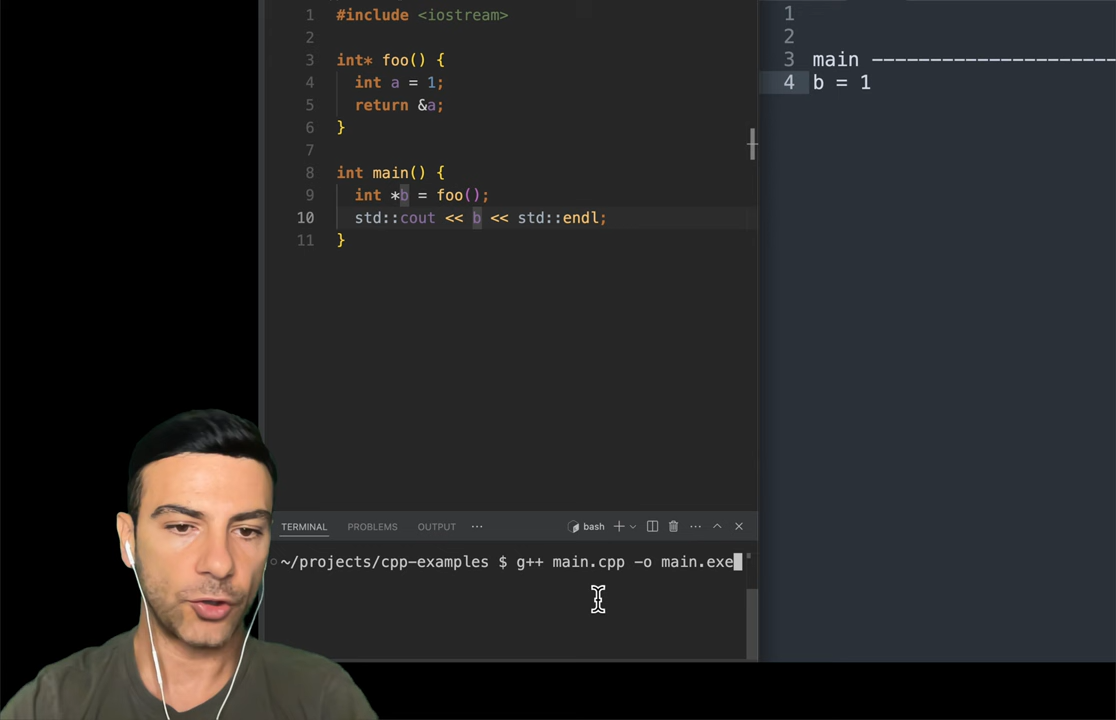 1 #include <iostream>
2
3 int* foo() {
4 int a = 1;
5 return &a;
6 }
7
8 int main() {
9 int *b = foo();
10 std::cout << b << std::endl;
11 }
1
2
3 main ---------------------
4 b = 1
TERMINAL PROBLEMS OUTPUT ··· bash
~/projects/cpp-examples $ g++ main.cpp -o main.exe